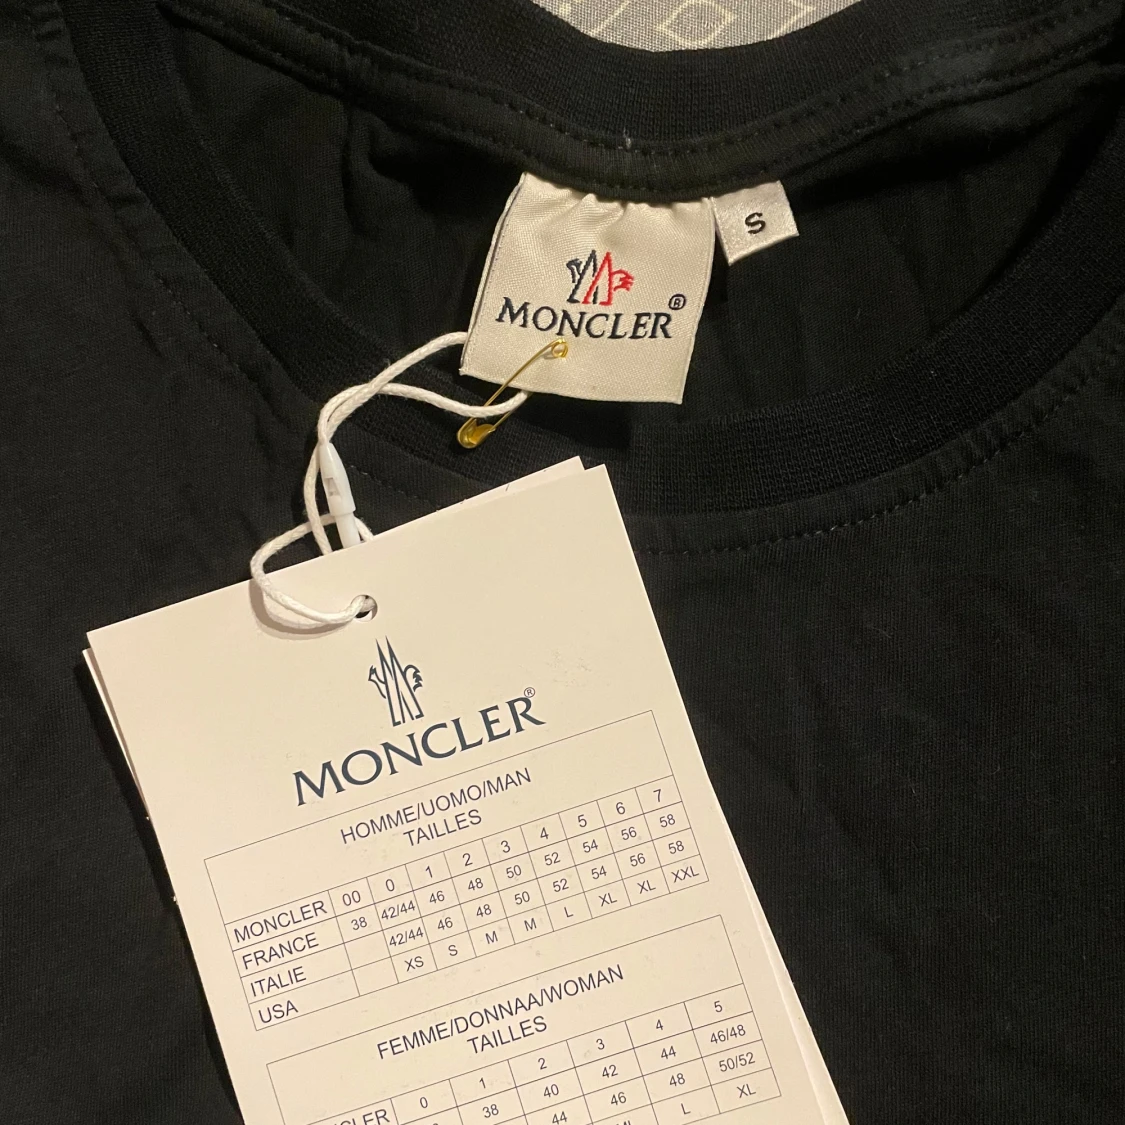 S
MONCLER®
MONCLER®
HOMME/UOMO/MAN
TAILLES
MONCLER 00 0 1 2 3 4 5 6 7
FRANCE 38 42/44 46 48 50 52 54 56 58
ITALIE 42/44 46 48 50 52 54 56 58
USA XS S M M L XL XL XXL
FEMME/DONNAA/WOMAN
TAILLES
CLER 0 1 2 3 4 5
38 40 42 44 46/48
44 46 48 50/52
L XL